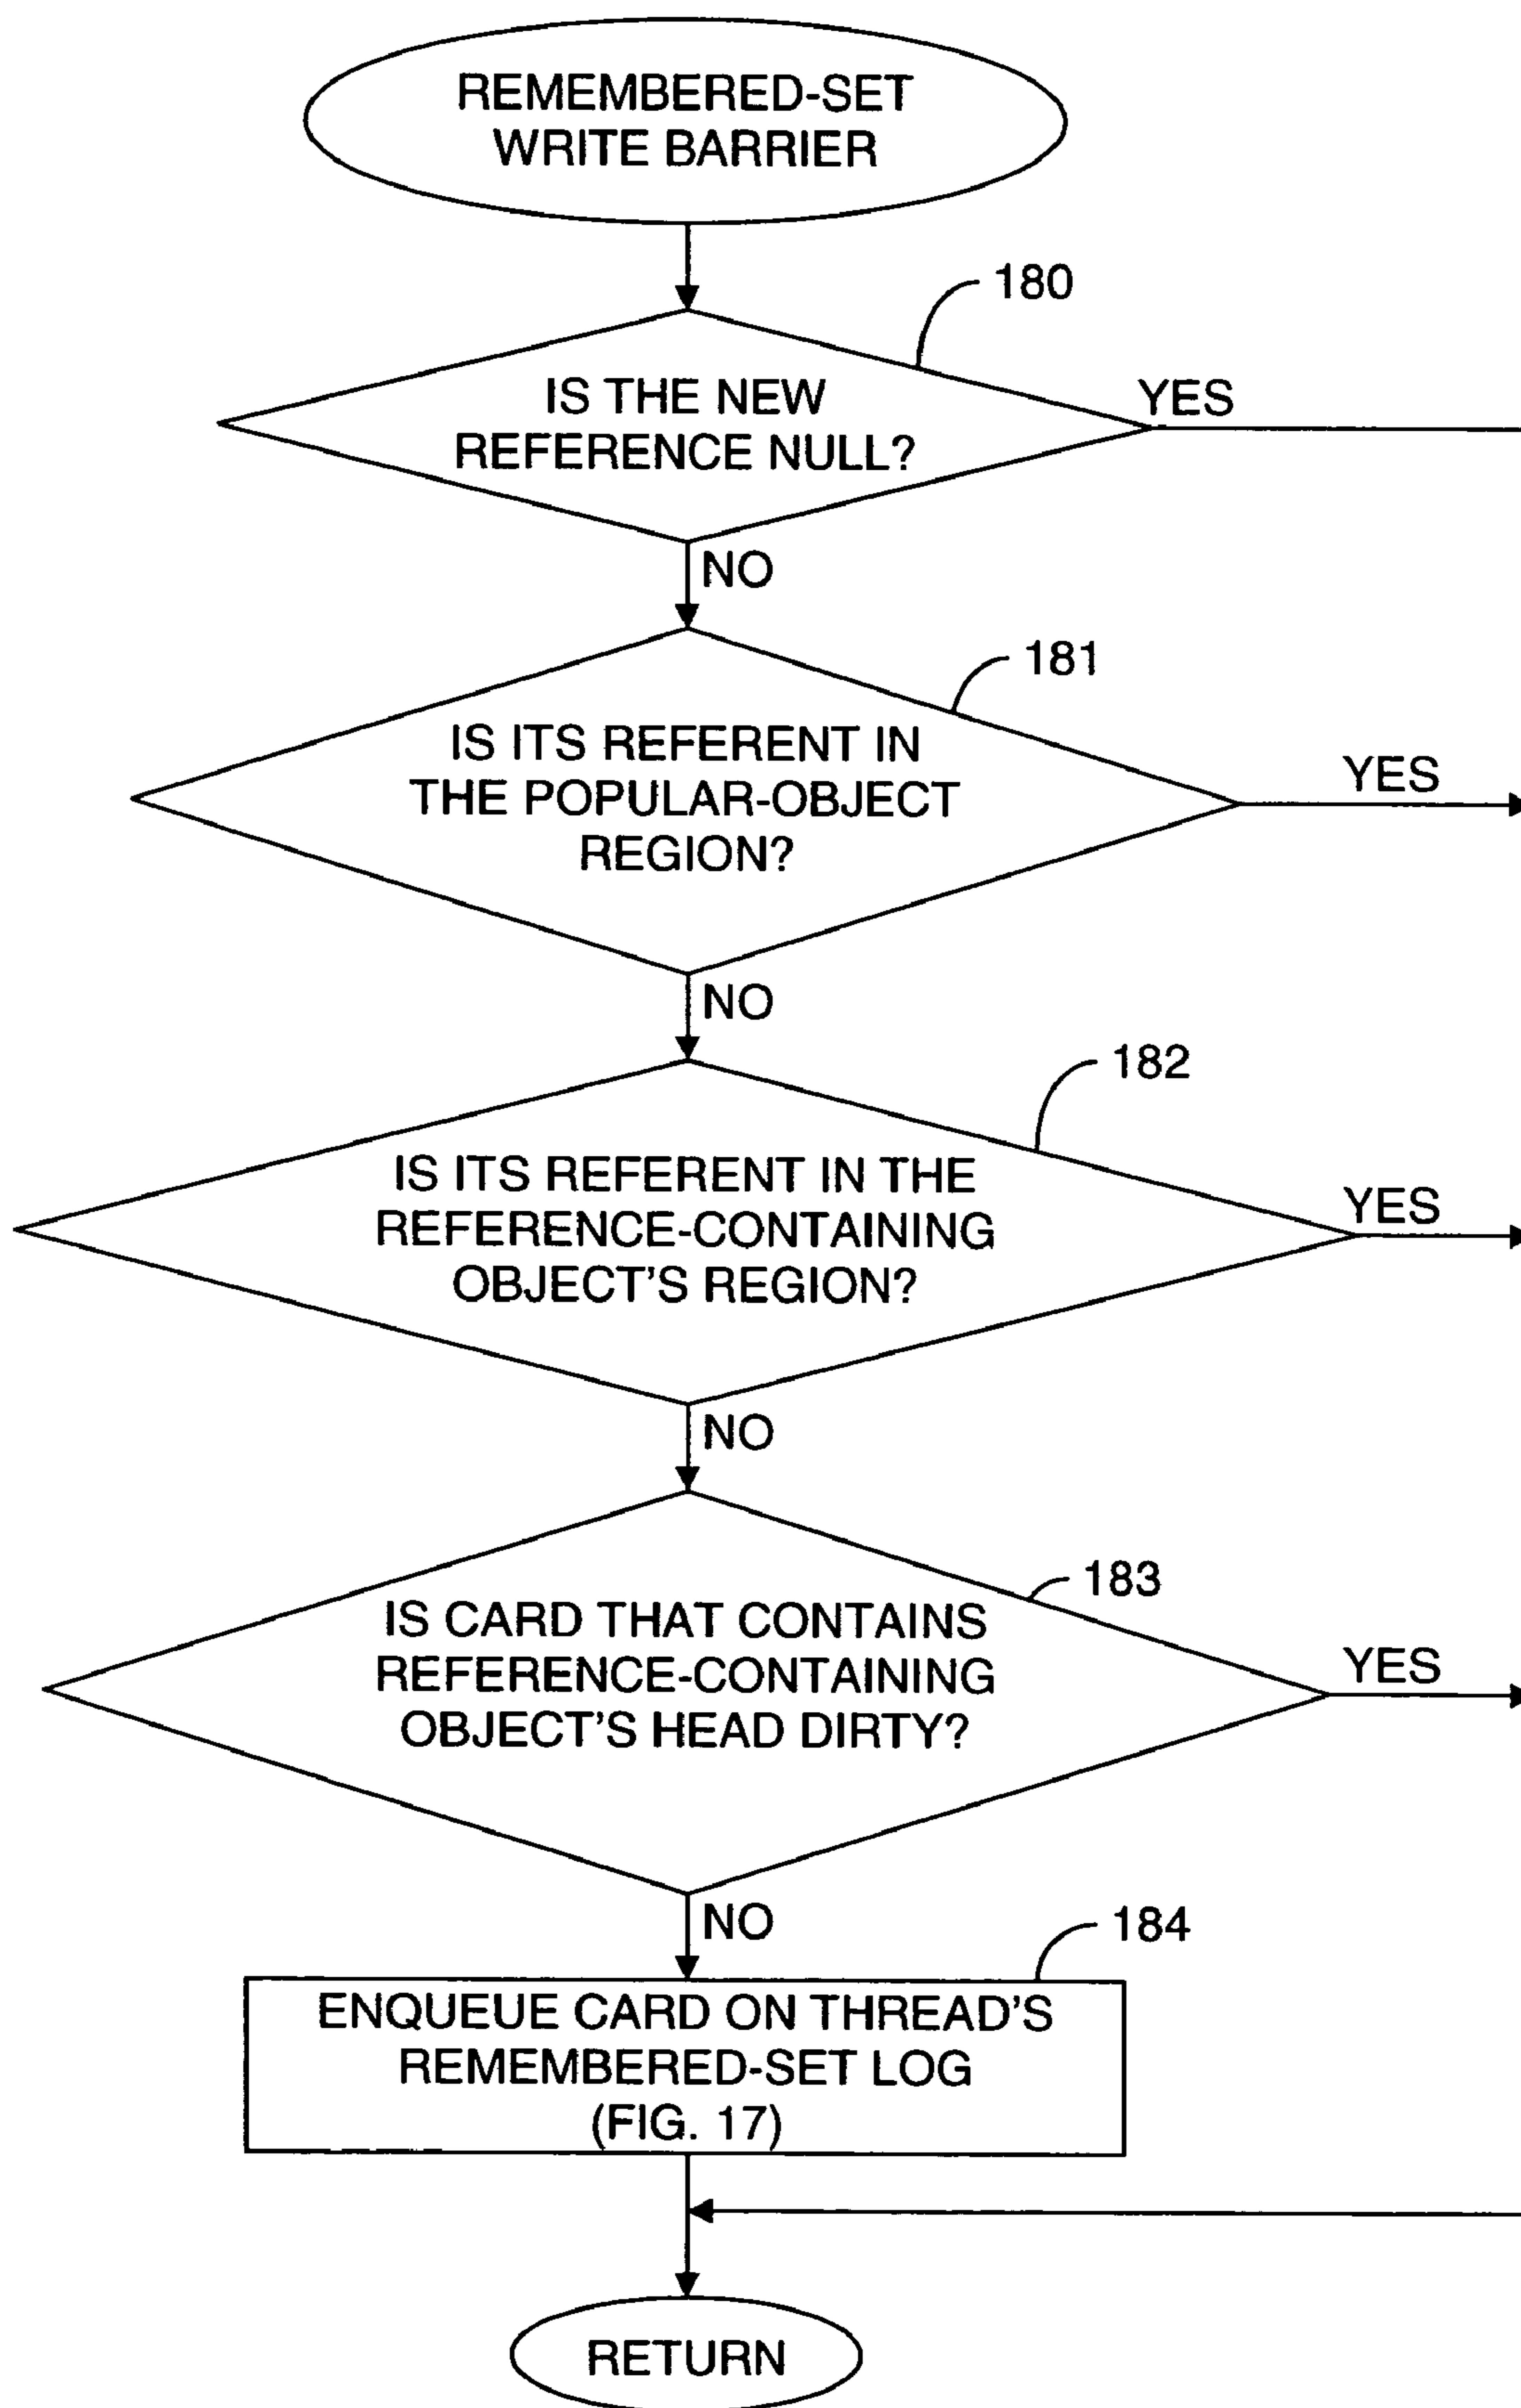 REMEMBERED-SET
WRITE BARRIER
180
IS THE NEW
REFERENCE NULL?
YES
NO
181
IS ITS REFERENT IN
THE POPULAR-OBJECT
REGION?
YES
NO
182
IS ITS REFERENT IN THE
REFERENCE-CONTAINING
OBJECT'S REGION?
YES
NO
183
IS CARD THAT CONTAINS
REFERENCE-CONTAINING
OBJECT'S HEAD DIRTY?
YES
NO
184
ENQUEUE CARD ON THREAD'S
REMEMBERED-SET LOG
(FIG. 17)
RETURN